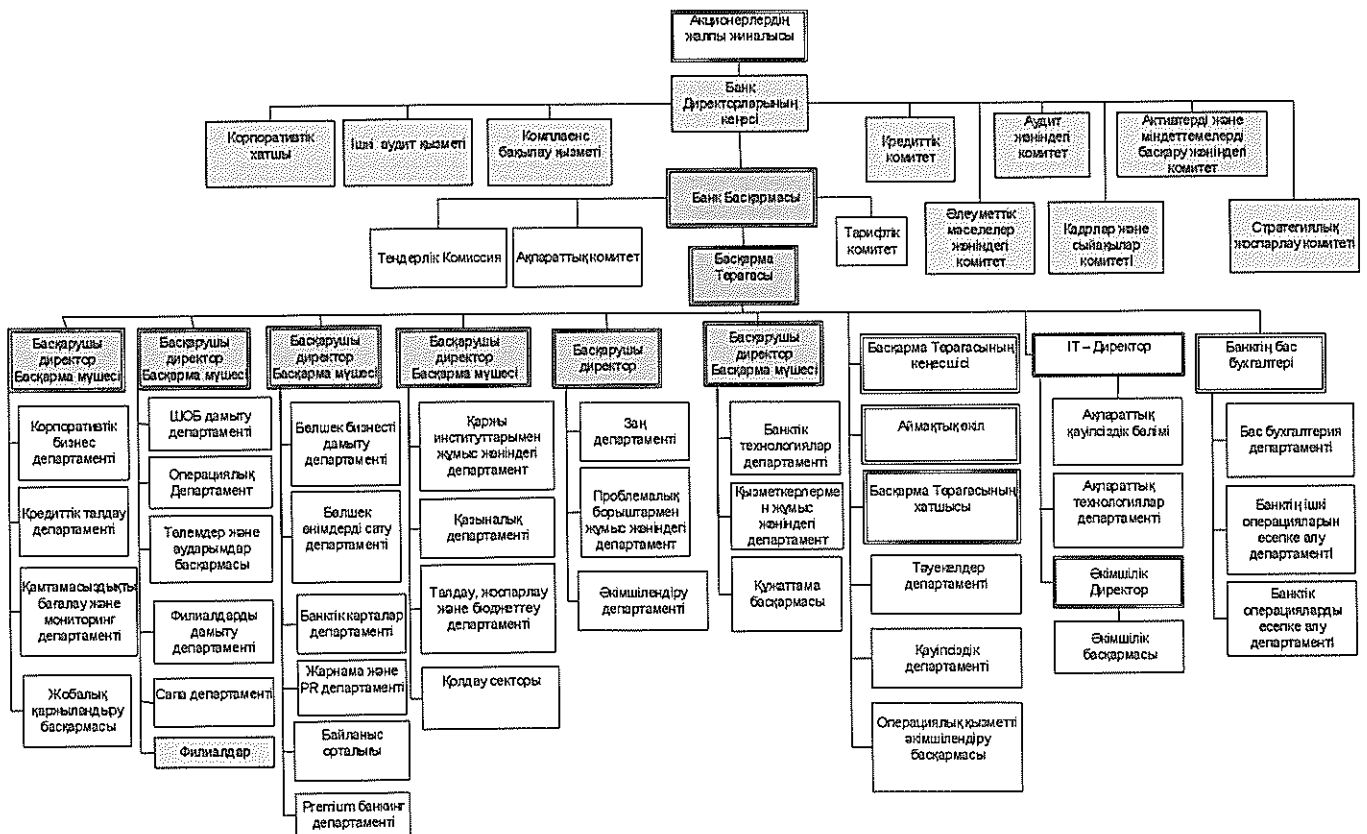 Акционерлердің
жалпы жиналысы
Банк
Директорларының
кеңесі
Корпоративтік
хатшы
Ішкі аудит қызметі
Комплаенс
бақылау қызметі
Кредиттік
комитет
Аудит
жөніндегі
комитет
Активтерді және
міндеттемелерді
басқару жөніндегі
комитет
Банк Басқармасы
Тендерлік Комиссия
Ақпараттық комитет
Тарифтік
комитет
Әлеуметтік
мәселелер
жөніндегі
комитет
Кадрлар және
сыйақылар
комитеті
Стратегиялық
жоспарлау комитеті
Басқарма
Төрағасы
Басқарушы
директор
Басқарма мүшесі
Басқарушы
директор
Басқарма мүшесі
Басқарушы
директор
Басқарма мүшесі
Басқарушы
директор
Басқарма мүшесі
Басқарушы
директор
Басқарушы
директор
Басқарма мүшесі
Басқарма Төрағасының
кеңесшісі
IT – Директор
Банктің бас
бухгалтері
Корпоративтік
бизнес
департаменті
Кредиттік талдау
департаменті
Қамтамасыздықты
бағалау және
мониторинг
департаменті
Жобалық
қаржыландыру
басқармасы
ШОБ дамыту
департаменті
Операциялық
Департамент
Төлемдер және
аударымдар
басқармасы
Филиалдарды
дамыту
департаменті
Сапа департаменті
Филиалдар
Бөлшек бизнесті
дамыту
департаменті
Бөлшек
өнімдерді сату
департаменті
Банктік карталар
департаменті
Жарнама және
PR департаменті
Байланыс
орталығы
Premium банкинг
департаменті
Қаржы
институттарымен
жұмыс жөніндегі
департамент
Қазыналық
департаменті
Талдау, жоспарлау
және бюджеттеу
департаменті
Қолдау секторы
Заң
департаменті
Проблемалық
борыштармен
жұмыс жөніндегі
департамент
Әкімшілендіру
департаменті
Банктік
технологиялар
департаменті
Қызметкерлерме
н жұмыс
жөніндегі
департамент
Құжаттама
басқармасы
Аймақтық өкіл
Басқарма Төрағасының
хатшысы
Тәуекелдер
департаменті
Қауіпсіздік
департаменті
Операциялық қызметті
әкімшілендіру
басқармасы
Ақпараттық
қауіпсіздік бөлімі
Ақпараттық
технологиялар
департаменті
Әкімшілік
Директор
Әкімшілік
басқармасы
Бас бухгалтерия
департаменті
Банктің ішкі
операцияларын
есепке алу
департаменті
Банктік
операцияларды
есепке алу
департаменті